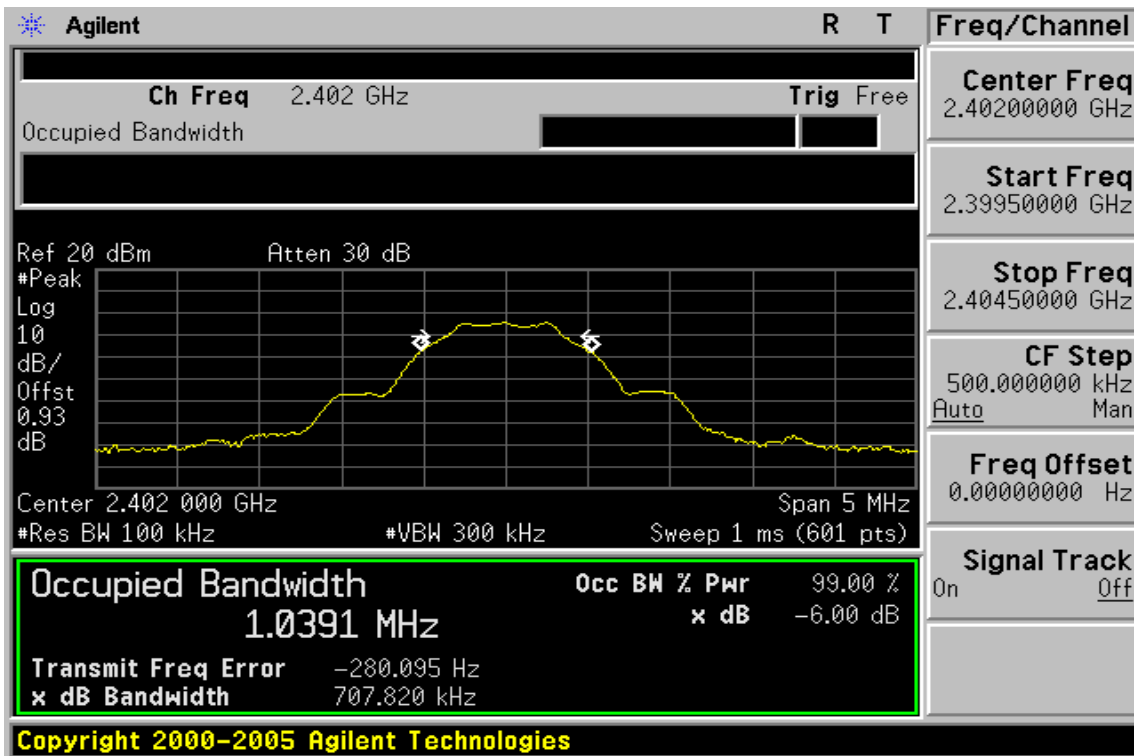 Agilent R T
Ch Freq 2.402 GHz Trig Free
Occupied Bandwidth
Ref 20 dBm Atten 30 dB
#Peak
Log
10
dB/
Offst
0.93
dB
Center 2.402 000 GHz Span 5 MHz
#Res BW 100 kHz #VBW 300 kHz Sweep 1 ms (601 pts)
Occupied Bandwidth Occ BW % Pwr 99.00 %
1.0391 MHz x dB -6.00 dB
Transmit Freq Error -280.095 Hz
x dB Bandwidth 707.820 kHz
Copyright 2000-2005 Agilent Technologies
Freq/Channel
Center Freq
2.40200000 GHz
Start Freq
2.39950000 GHz
Stop Freq
2.40450000 GHz
CF Step
500.000000 kHz
Auto Man
Freq Offset
0.00000000 Hz
Signal Track
On Off